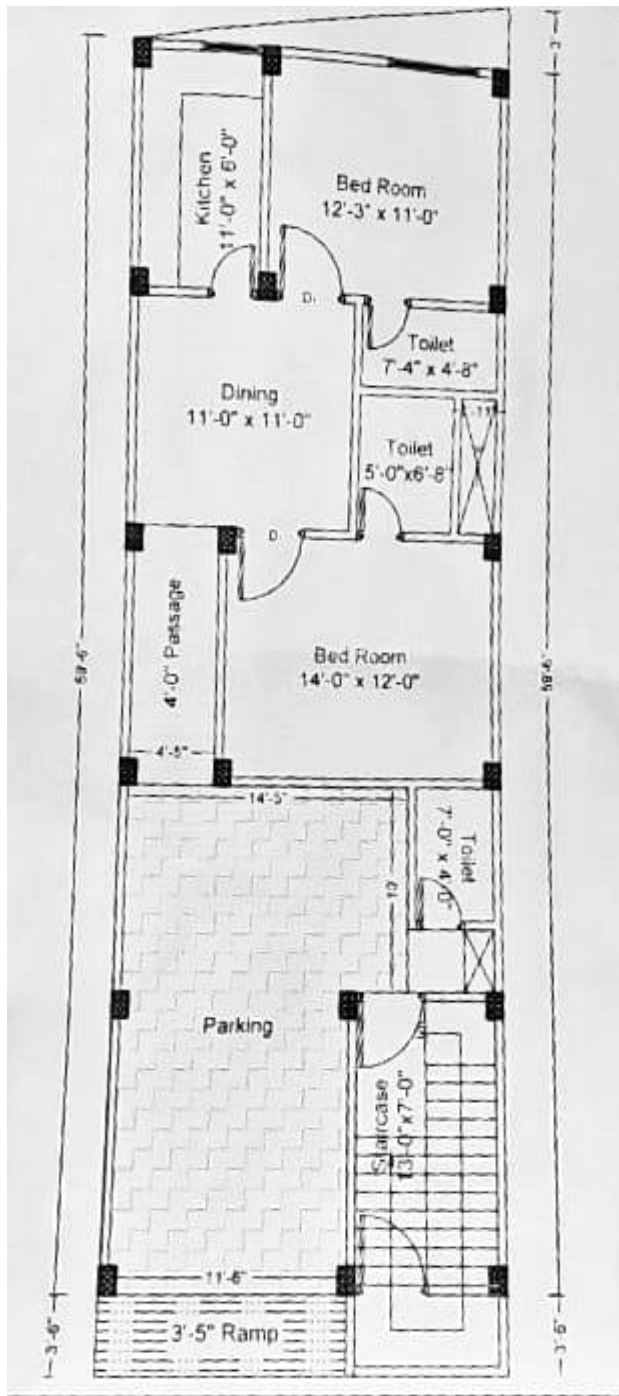 Kitchen
11'-0" x 6'-0"
Bed Room
12'-3" x 11'-0"
D
Toilet
7'-4" x 4'-8"
Dining
11'-0" x 11'-0"
Toilet
5'-0"x6'-8"
D
4'-0" Passage
4'-5"
Bed Room
14'-0" x 12'-0"
59'-6"
14'-5"
10
Toilet
7'-0" x 4'-0"
Parking
Staircase
13'-0"x7'-0"
11'-6"
3'-5" Ramp
3'-6"
3'-6"